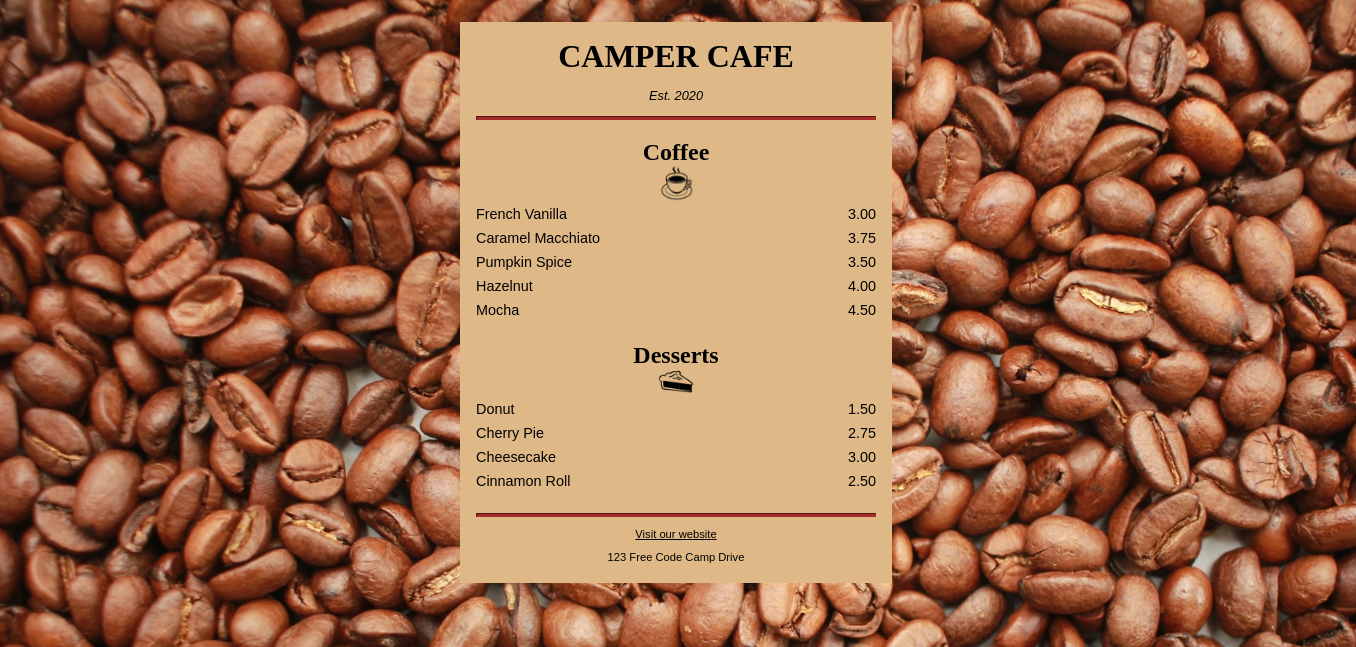 CAMPER CAFE
Est. 2020
Coffee
French Vanilla 3.00
Caramel Macchiato 3.75
Pumpkin Spice 3.50
Hazelnut 4.00
Mocha 4.50
Desserts
Donut 1.50
Cherry Pie 2.75
Cheesecake 3.00
Cinnamon Roll 2.50
Visit our website
123 Free Code Camp Drive